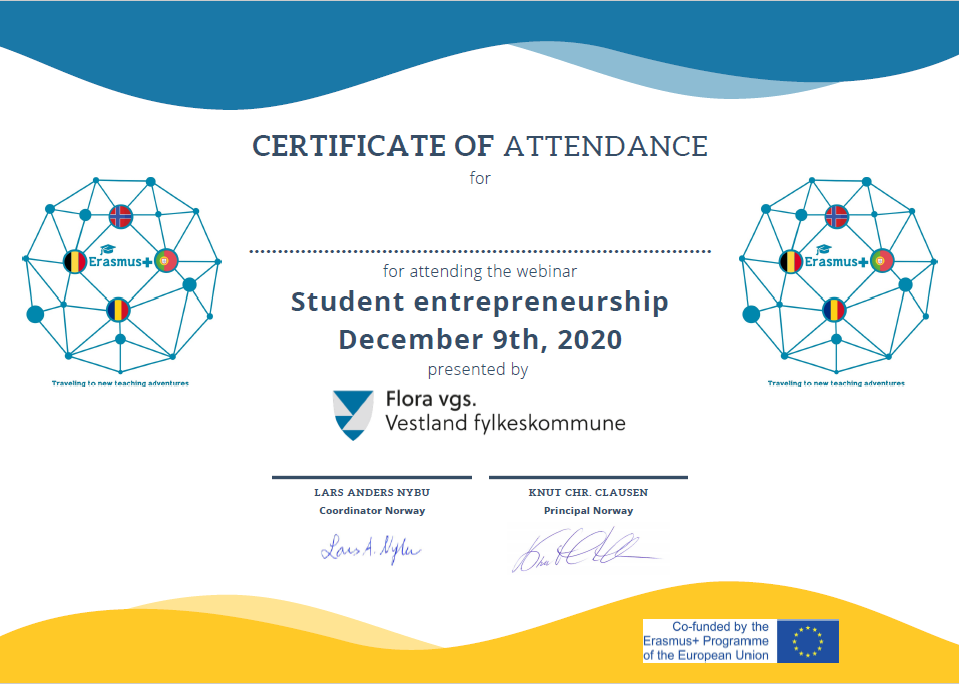 CERTIFICATE OF ATTENDANCE
for
for attending the webinar
Student entrepreneurship
December 9th, 2020
presented by
Flora vgs.
Vestland fylkeskommune
Erasmus+
Traveling to new teaching adventures
Erasmus+
Traveling to new teaching adventures
LARS ANDERS NYBU
Coordinator Norway
Lars A. Nybu
KNUT CHR. CLAUSEN
Principal Norway
Co-funded by the
Erasmus+ Programme
of the European Union